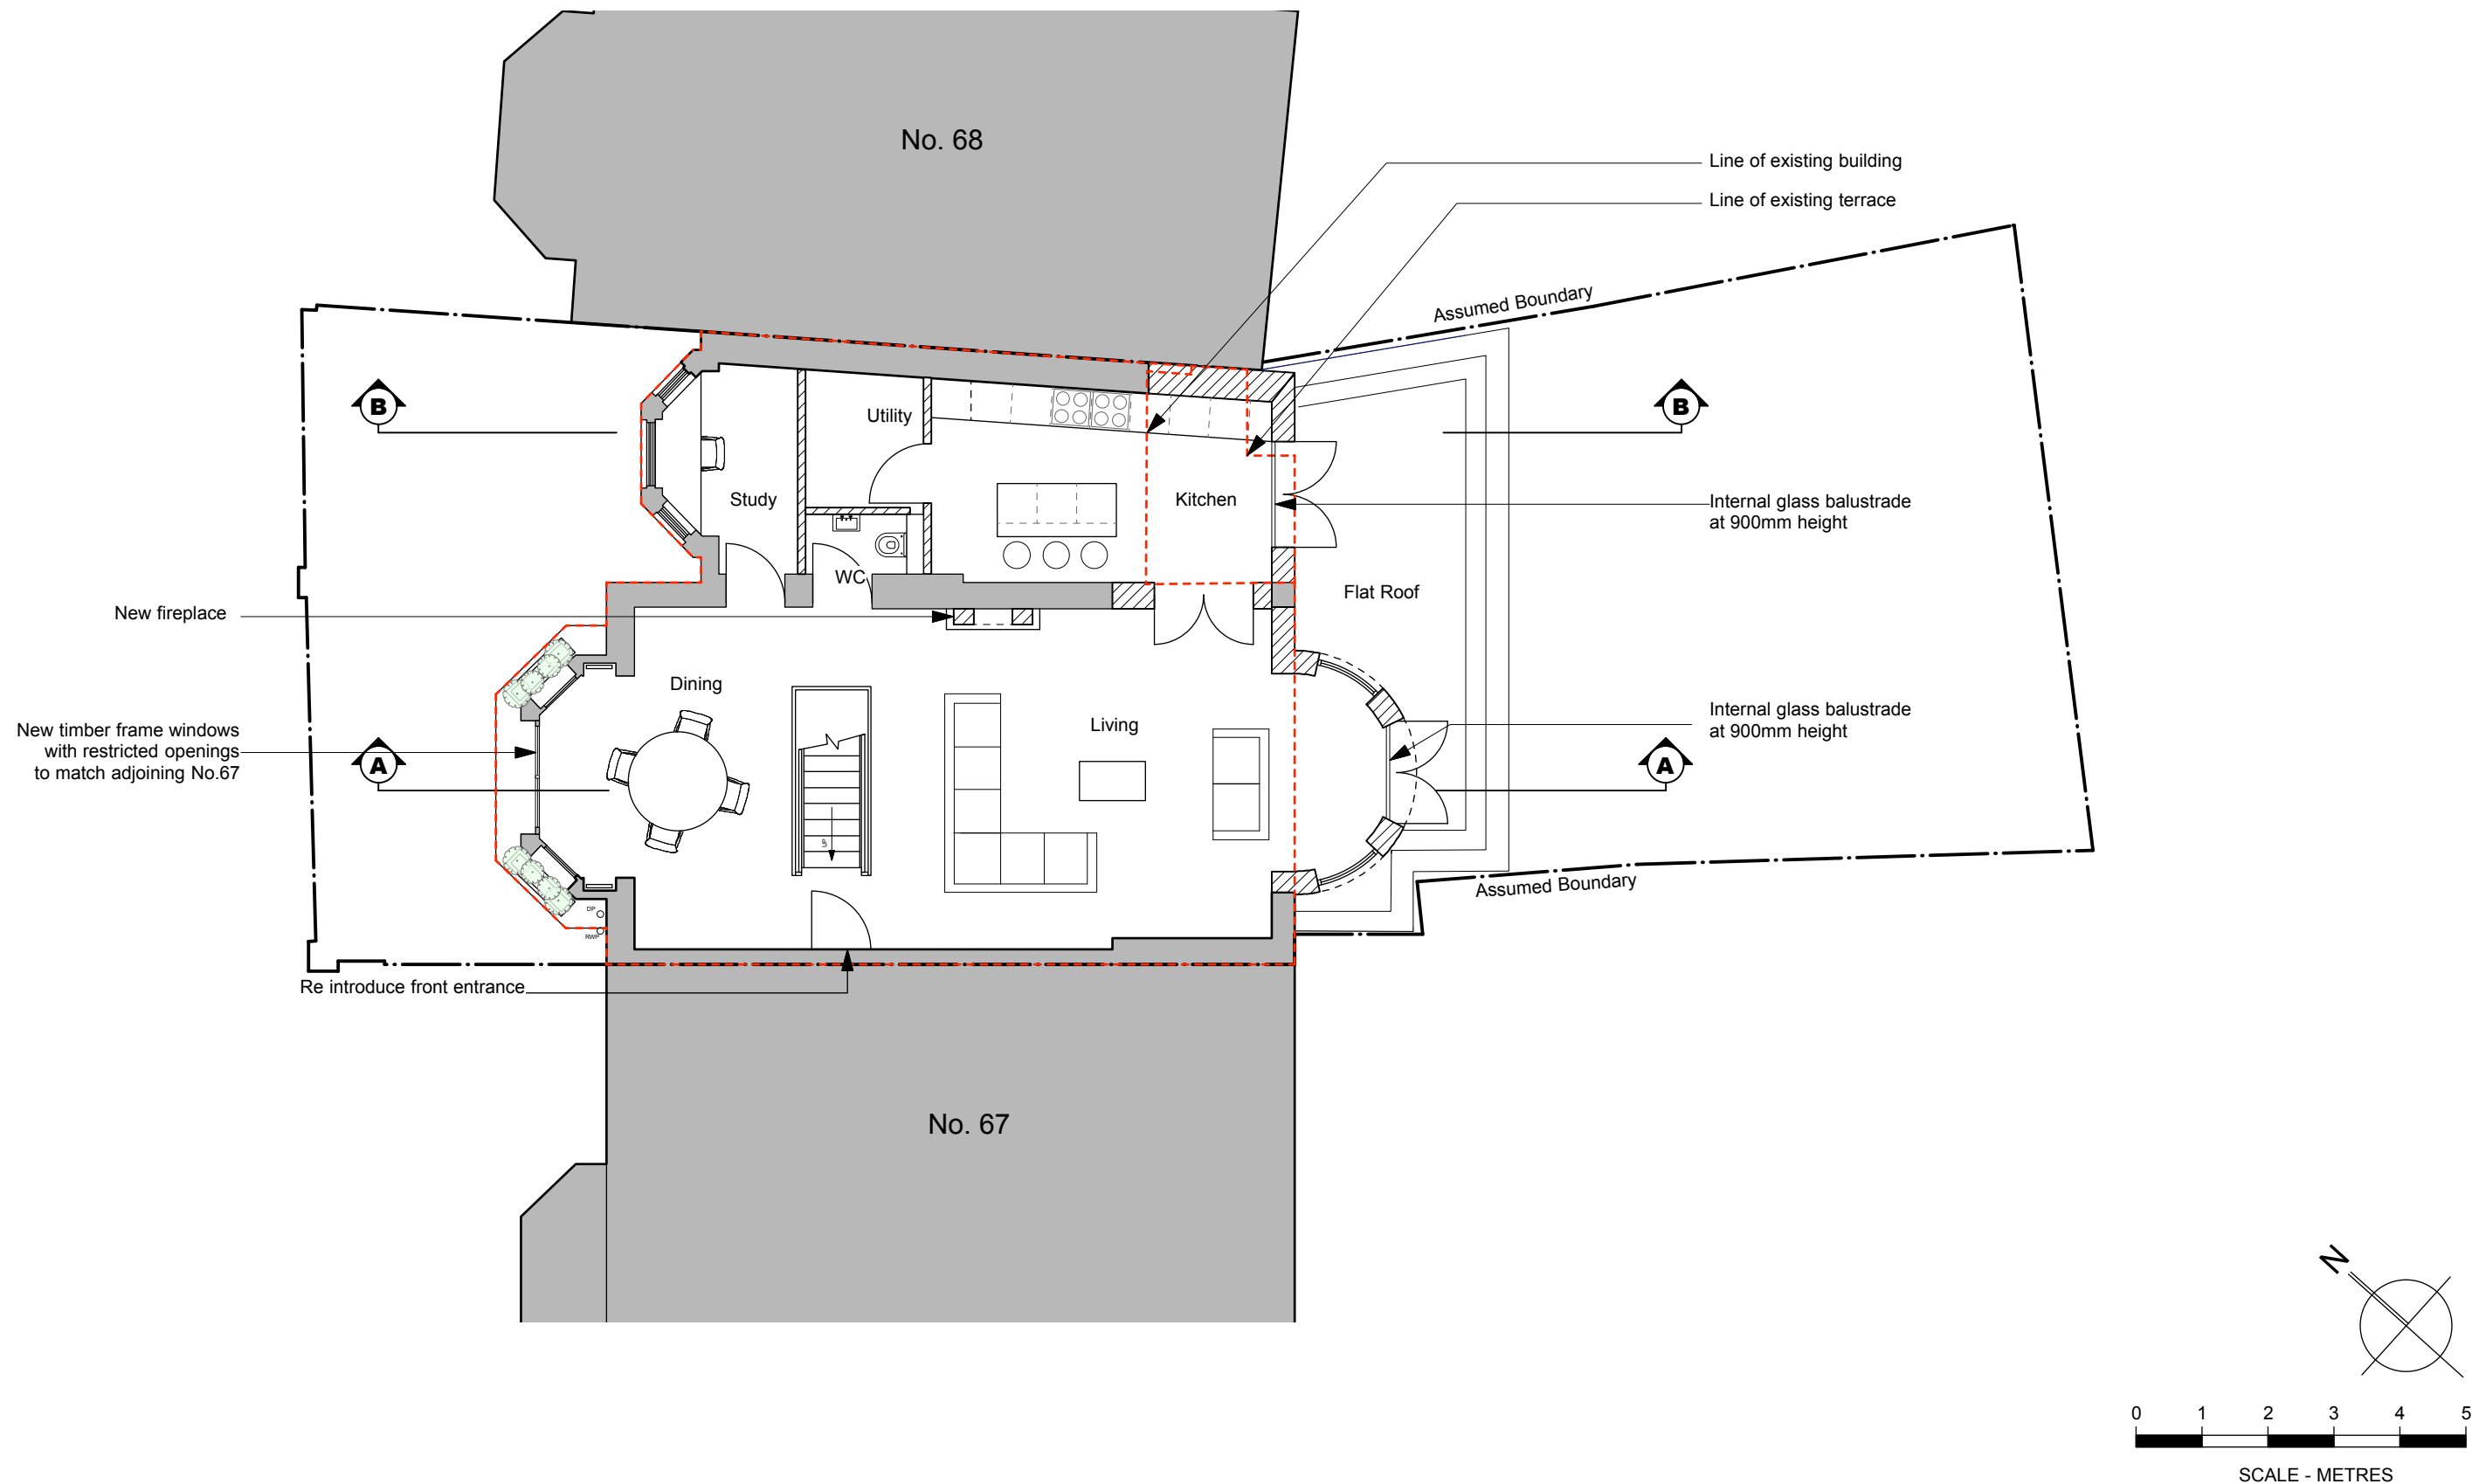 No. 68
Line of existing building
Line of existing terrace
Assumed Boundary
B
B
Utility
Study
Kitchen
Internal glass balustrade
at 900mm height
WC
Flat Roof
New fireplace
Dining
Living
Internal glass balustrade
at 900mm height
New timber frame windows
with restricted openings
to match adjoining No.67
A
A
UP
Assumed Boundary
DP
RWP
Re introduce front entrance
No. 67
N
0 1 2 3 4 5
SCALE - METRES